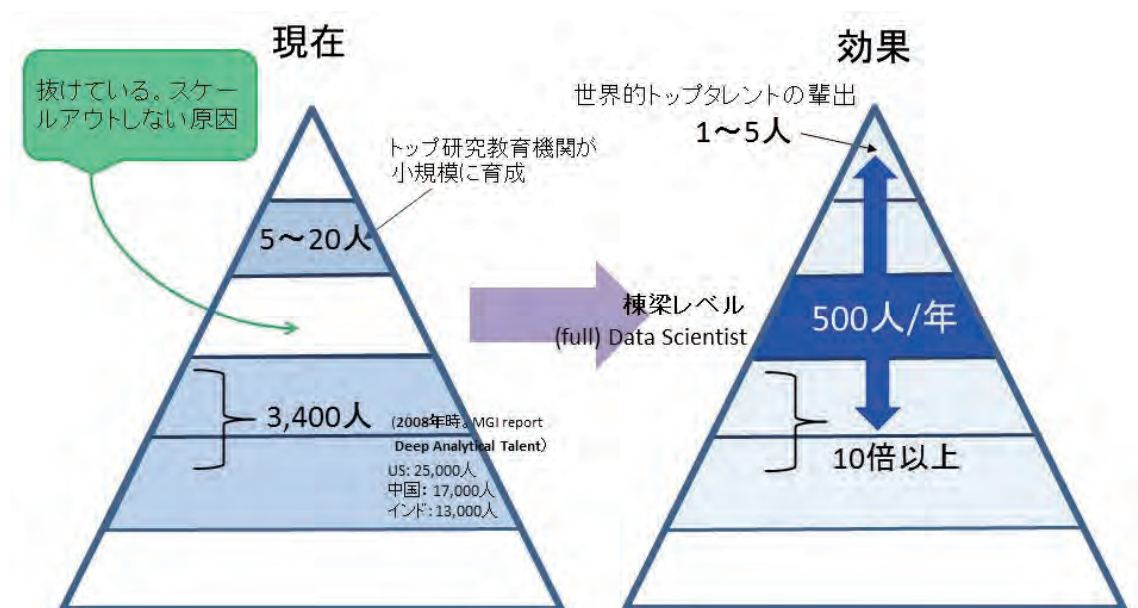 現在
抜けている。スケー
ルアウトしない原因
トップ研究教育機関が
小規模に育成
5～20人
3,400人
(2008年時。MGI report
Deep Analytical Talent)
US: 25,000人
中国: 17,000人
インド: 13,000人
効果
世界的トップタレントの輩出
1～5人
棟梁レベル
(full) Data Scientist
500人/年
10倍以上